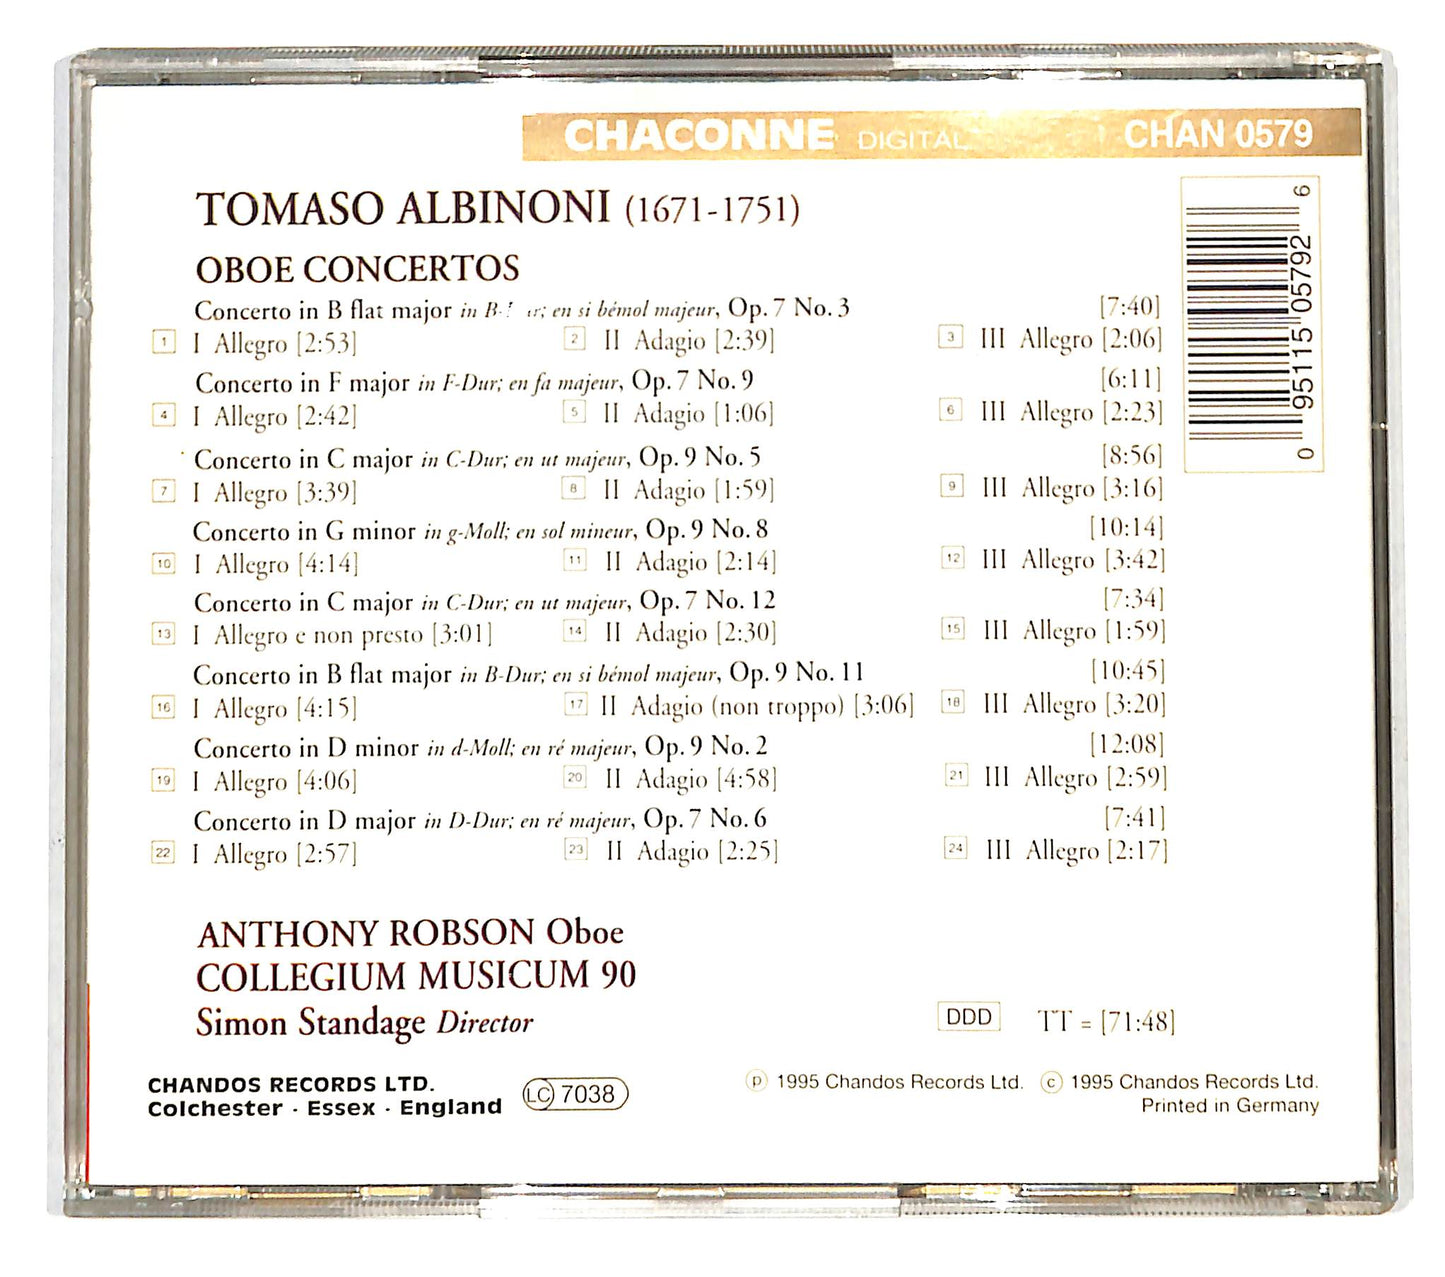 CHACONNE DIGITAL CHAN 0579
TOMASO ALBINONI (1671-1751)
OBOE CONCERTOS
Concerto in B flat major in en si bémol majeur, Op. 7 No. 3 [7:40]
1 I Allegro [2:53] 2 II Adagio [2:39] 3 III Allegro [2:06]
Concerto in F major in F-Dur; en fa majeur, Op. 7 No. 9 [6:11]
4 I Allegro [2:42] 5 II Adagio [1:06] 6 III Allegro [2:23]
Concerto in C major in C-Dur; en ut majeur, Op. 9 No. 5 [8:56]
7 I Allegro [3:39] 8 II Adagio [1:59] 9 III Allegro [3:16]
Concerto in G minor in g-Moll; en sol mineur, Op. 9 No. 8 [10:14]
10 I Allegro [4:14] 11 II Adagio [2:14] 12 III Allegro [3:42]
Concerto in C major in C-Dur; en ut majeur, Op. 7 No. 12 [7:34]
13 I Allegro e non presto [3:01] 14 II Adagio [2:30] 15 III Allegro [1:59]
Concerto in B flat major in B-Dur; en si bémol majeur, Op. 9 No. 11 [10:45]
16 I Allegro [4:15] 17 II Adagio (non troppo) [3:06] 18 III Allegro [3:20]
Concerto in D minor in d-Moll; en ré majeur, Op. 9 No. 2 [12:08]
19 I Allegro [4:06] 20 II Adagio [4:58] 21 III Allegro [2:59]
Concerto in D major in D-Dur; en ré majeur, Op. 7 No. 6 [7:41]
22 I Allegro [2:57] 23 II Adagio [2:25] 24 III Allegro [2:17]
0 95115 05792 6
ANTHONY ROBSON Oboe
COLLEGIUM MUSICUM 90
Simon Standage Director
DDD TT = [71:48]
CHANDOS RECORDS LTD.
Colchester · Essex · England
LC 7038
℗ 1995 Chandos Records Ltd. © 1995 Chandos Records Ltd.
Printed in Germany